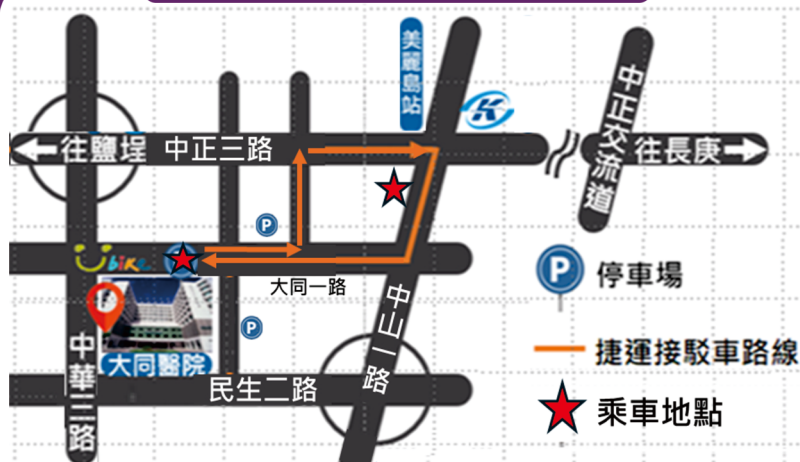 美麗島站
K
中正交流道
往鹽埕
中正三路
往長庚
P
Ubike
大同一路
P
停車場
P
大同醫院
中山一路
捷運接駁車路線
中華三路
民生二路
乘車地點